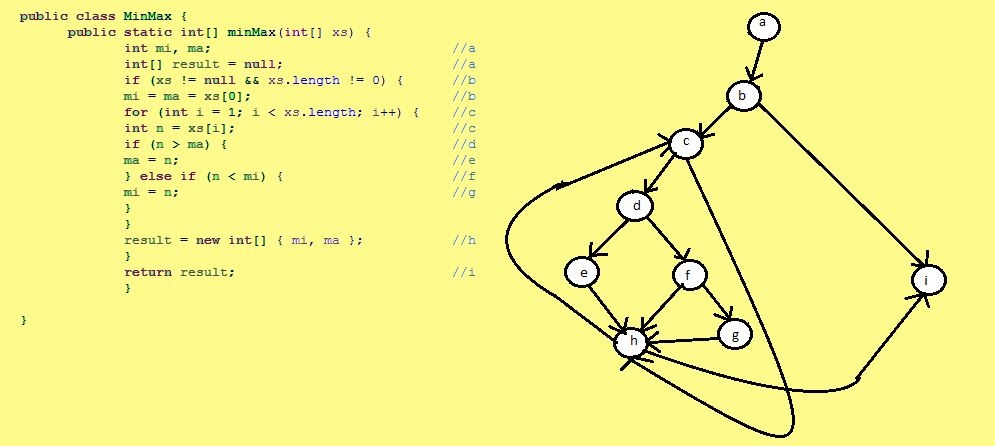 public class MinMax {
public static int[] minMax(int[] xs) {
int mi, ma; //a
int[] result = null; //a
if (xs != null && xs.length != 0) { //b
mi = ma = xs[0]; //b
for (int i = 1; i < xs.length; i++) { //c
int n = xs[i]; //c
if (n > ma) { //d
ma = n; //e
} else if (n < mi) { //f
mi = n; //g
}
}
result = new int[] { mi, ma }; //h
}
return result; //i
}
}
a
b
c
d
e
f
i
g
h